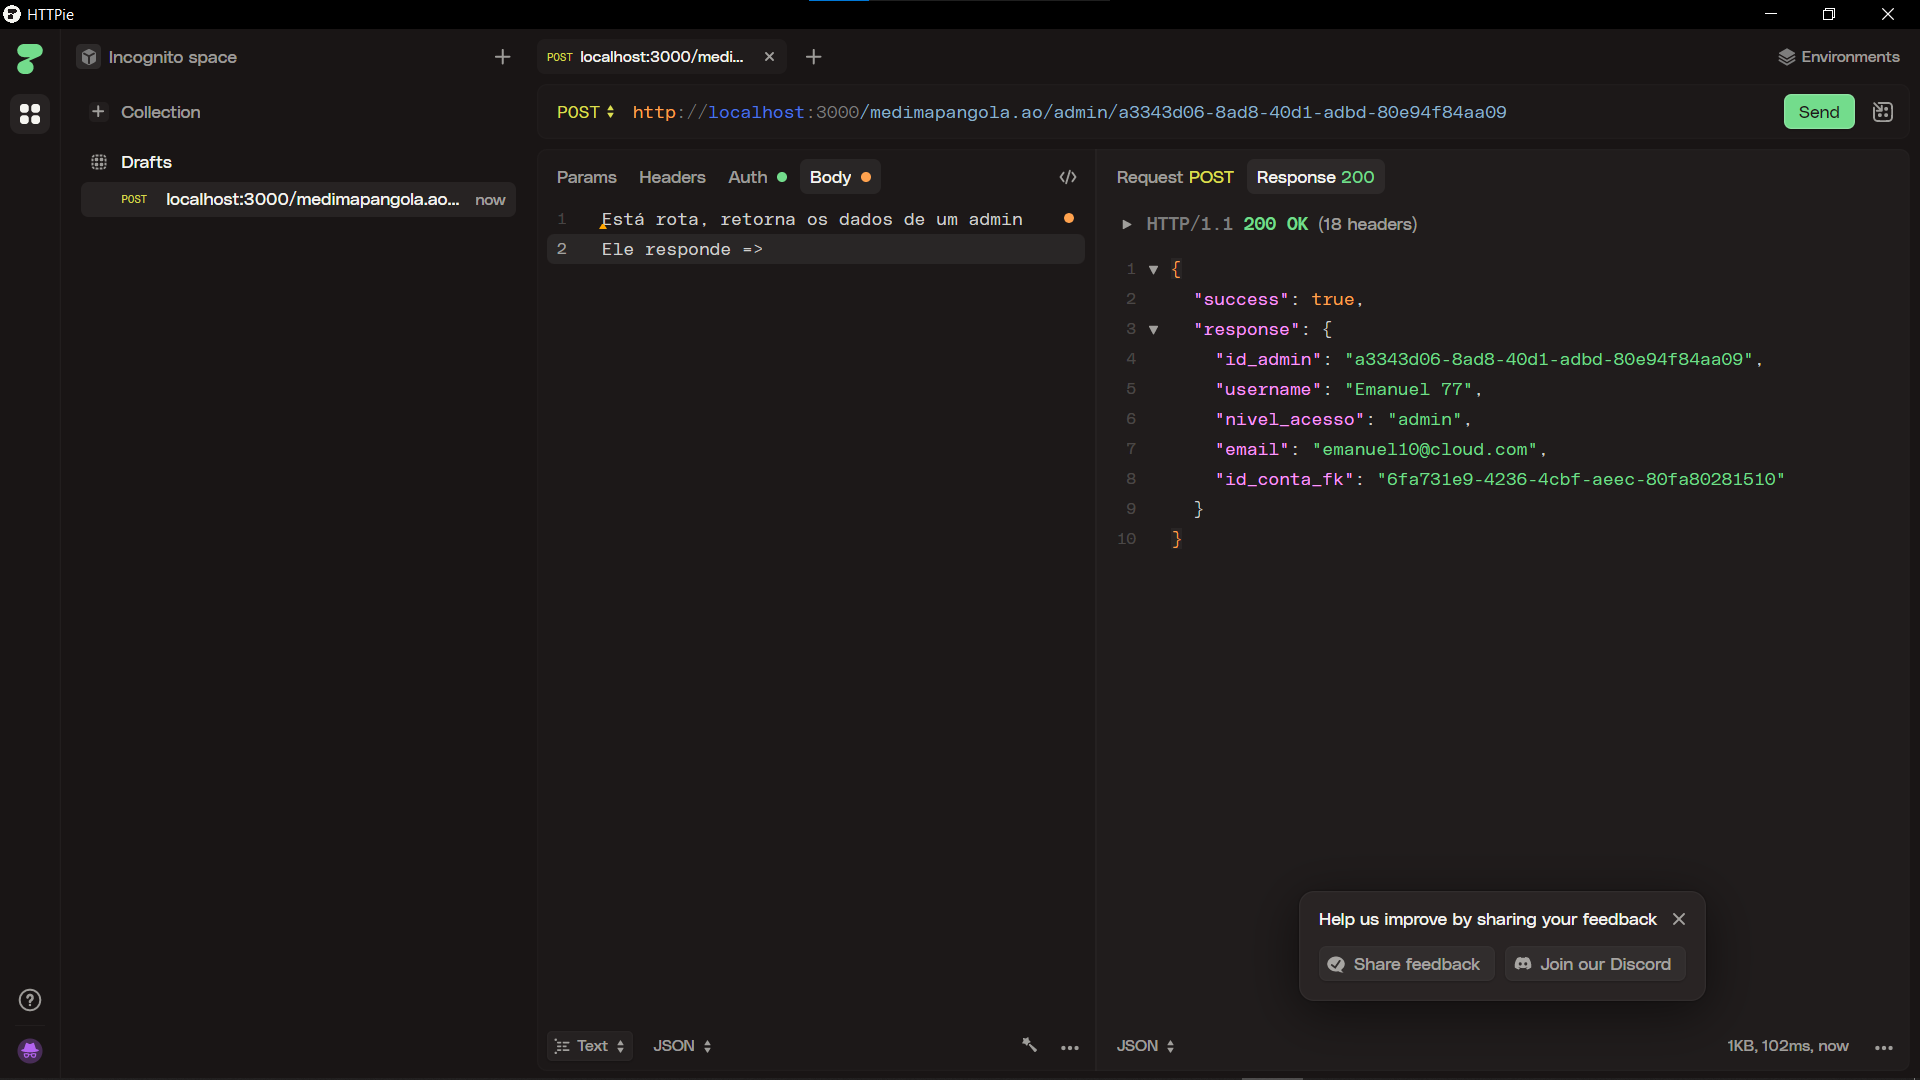 HTTPie
Incognito space
POST localhost:3000/medi...
Environments
Collection
POST http://localhost:3000/medimapangola.ao/admin/a3343d06-8ad8-40d1-adbd-80e94f84aa09
Send
Drafts
POST localhost:3000/medimapangola.ao... now
Params Headers Auth Body
1 Está rota, retorna os dados de um admin
2 Ele responde =>
Request POST Response 200
HTTP/1.1 200 OK (18 headers)
1 {
2 "success": true,
3 "response": {
4 "id_admin": "a3343d06-8ad8-40d1-adbd-80e94f84aa09",
5 "username": "Emanuel 77",
6 "nivel_acesso": "admin",
7 "email": "emanuel10@cloud.com",
8 "id_conta_fk": "6fa731e9-4236-4cbf-aeec-80fa80281510"
9 }
10 }
Help us improve by sharing your feedback
Share feedback
Join our Discord
Text JSON
JSON
1KB, 102ms, now